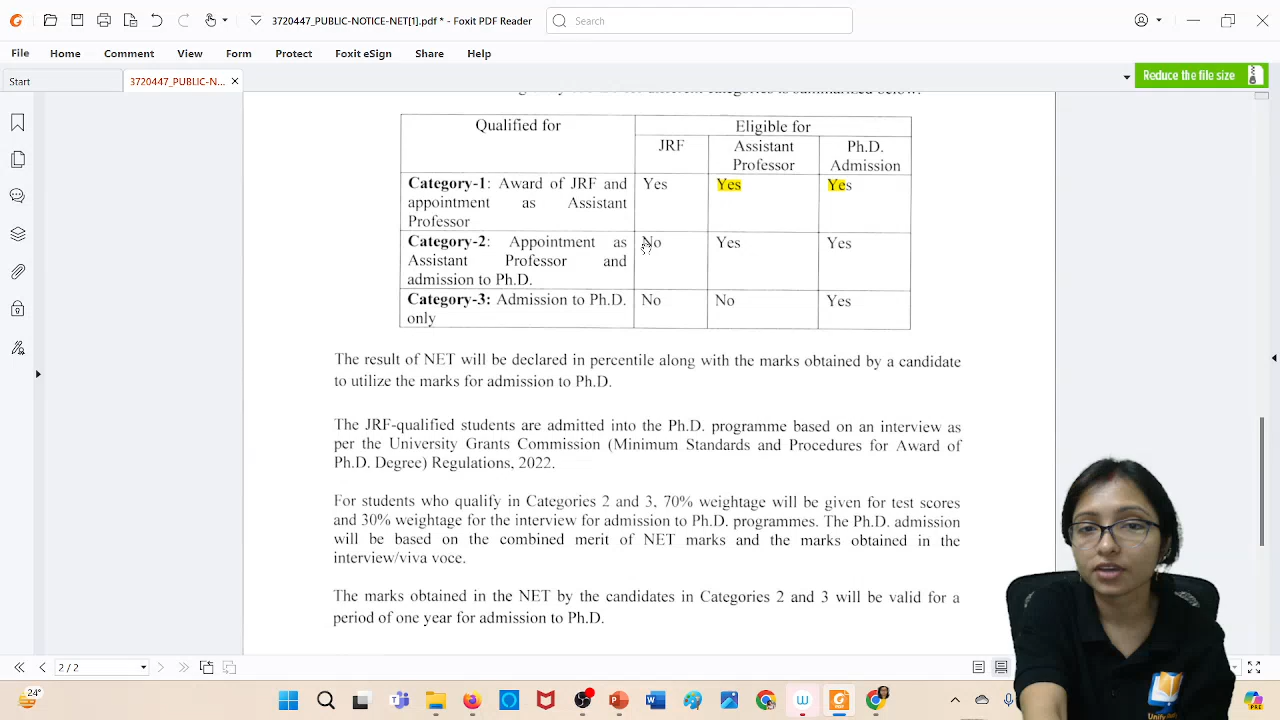 3720447_PUBLIC-NOTICE-NET[1].pdf * - Foxit PDF Reader
Search
File Home Comment View Form Protect Foxit eSign Share Help
Start
3720447_PUBLIC-N...
Reduce the file size
different categories is summarized below.
Qualified for
Eligible for
JRF
Assistant Professor
Ph.D. Admission
Category-1: Award of JRF and
appointment as Assistant
Professor
Yes
Yes
Yes
Category-2: Appointment as
Assistant Professor and
admission to Ph.D.
No
Yes
Yes
Category-3: Admission to Ph.D.
only
No
No
Yes
The result of NET will be declared in percentile along with the marks obtained by a candidate
to utilize the marks for admission to Ph.D.
The JRF-qualified students are admitted into the Ph.D. programme based on an interview as
per the University Grants Commission (Minimum Standards and Procedures for Award of
Ph.D. Degree) Regulations, 2022.
For students who qualify in Categories 2 and 3, 70% weightage will be given for test scores
and 30% weightage for the interview for admission to Ph.D. programmes. The Ph.D. admission
will be based on the combined merit of NET marks and the marks obtained in the
interview/viva voce.
The marks obtained in the NET by the candidates in Categories 2 and 3 will be valid for a
period of one year for admission to Ph.D.
2 / 2
24°